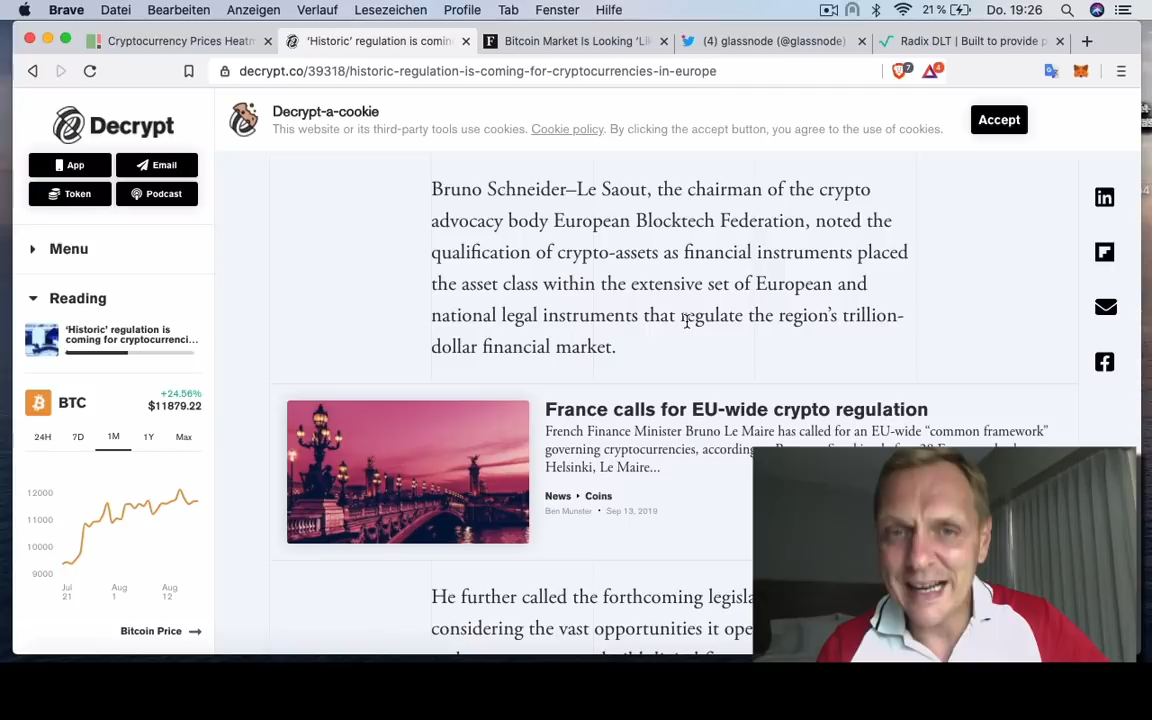 Brave Datei Bearbeiten Anzeigen Verlauf Lesezeichen Profile Tab Fenster Hilfe 21 % Do. 19:26
Cryptocurrency Prices Heatm
'Historic' regulation is comin
Bitcoin Market Is Looking 'Li
(4) glassnode (@glassnode)
Radix DLT | Built to provide p
decrypt.co/39318/historic-regulation-is-coming-for-cryptocurrencies-in-europe
7
4
Decrypt
App Email
Token Podcast
Menu
Reading
'Historic' regulation is
coming for cryptocurrenci...
BTC
+24.56%
$11879.22
24H 7D 1M 1Y Max
12000
11000
10000
9000
Jul
21
Aug
1
Aug
12
Bitcoin Price
Decrypt-a-cookie
This website or its third-party tools use cookies. Cookie policy. By clicking the accept button, you agree to the use of cookies.
Accept
Bruno Schneider–Le Saout, the chairman of the crypto
advocacy body European Blocktech Federation, noted the
qualification of crypto-assets as financial instruments placed
the asset class within the extensive set of European and
national legal instruments that regulate the region's trillion-
dollar financial market.
France calls for EU-wide crypto regulation
French Finance Minister Bruno Le Maire has called for an EU-wide "common framework"
governing cryptocurrencies,
Helsinki, Le Maire...
News Coins
Ben Munster • Sep 13, 2019
He further called the forthcoming
considering the vast opportunities it